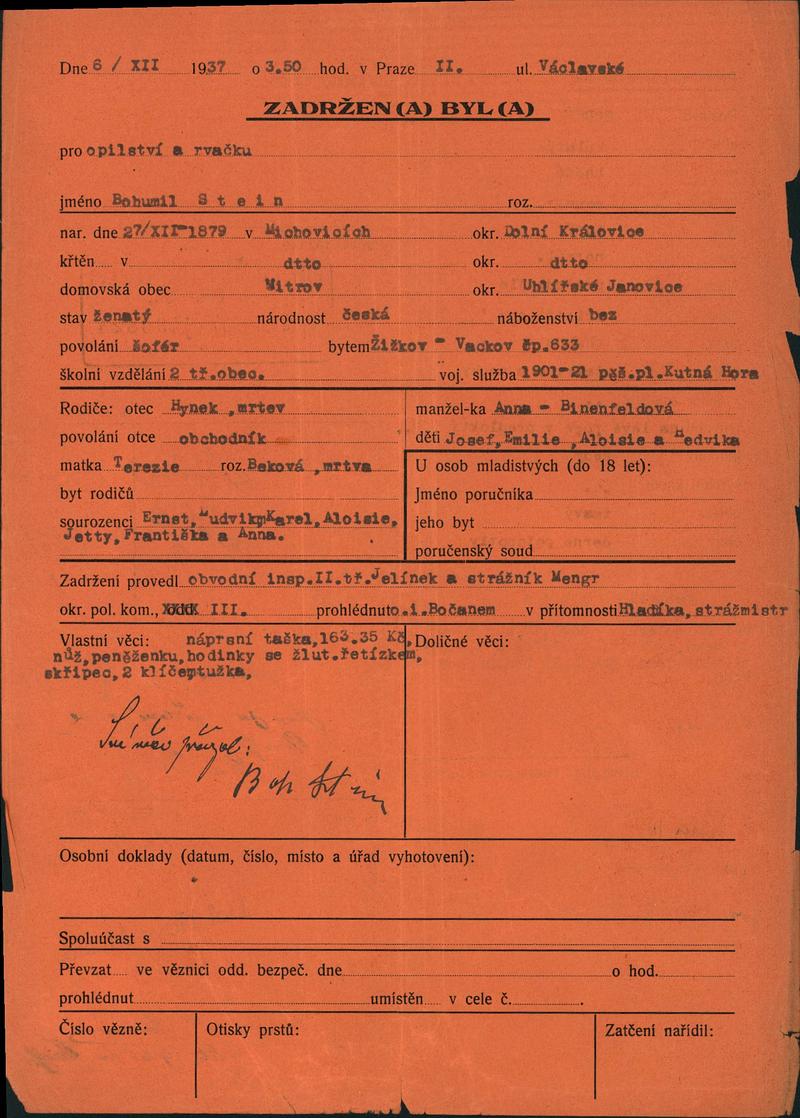 Dne 6 / XII 1937 o 3.50 hod. v Praze II. ul. Václavské
ZADRŽEN (A) BYL (A)
pro opilství a rvačku
jméno Bohumil S t e i n roz.
nar. dne 27/XII-1879 v Michovicích okr. Dolní Královice
křtěn v dtto okr. dtto
domovská obec Mitrov okr. Uhlířské Janovice
stav ženatý národnost česká náboženství bez
povolání šofér bytem Žižkov - Vackov čp.633
školní vzdělání 2 tř.obec. voj. služba 1901-21 pěš.pl.Kutná Hora
Rodiče: otec Hynek ,mrtev manžel-ka Anna - Binenfeldová
povolání otce obchodník děti Josef,Emilie ,Aloisie a Hedvika
matka Terezie roz. Beková ,mrtva U osob mladistvých (do 18 let):
byt rodičů Jméno poručníka
sourozenci Ernst, Karel,Aloisie, jeho byt
Jetty,Františka a Anna. poručenský soud
Zadržení provedl obvodní insp.II.tř.Jelínek a strážník Mengr
okr. pol. kom., III. prohlédnut o.i.Bočanem v přítomnosti Hladíka,strážmistr
Vlastní věci: náprsní taška,163.35 Kč, Doličné věci:
nůž,peněženku,hodinky se žlut.řetízkem,
skřipec,2 klíče,tužka,
převzal:
Boh Stein
Osobní doklady (datum, číslo, místo a úřad vyhotovení):
Spoluúčast s
Převzat ve věznici odd. bezpeč. dne o hod.
prohlédnut umístěn v cele č.
Číslo vězně: Otisky prstů: Zatčení nařídil: